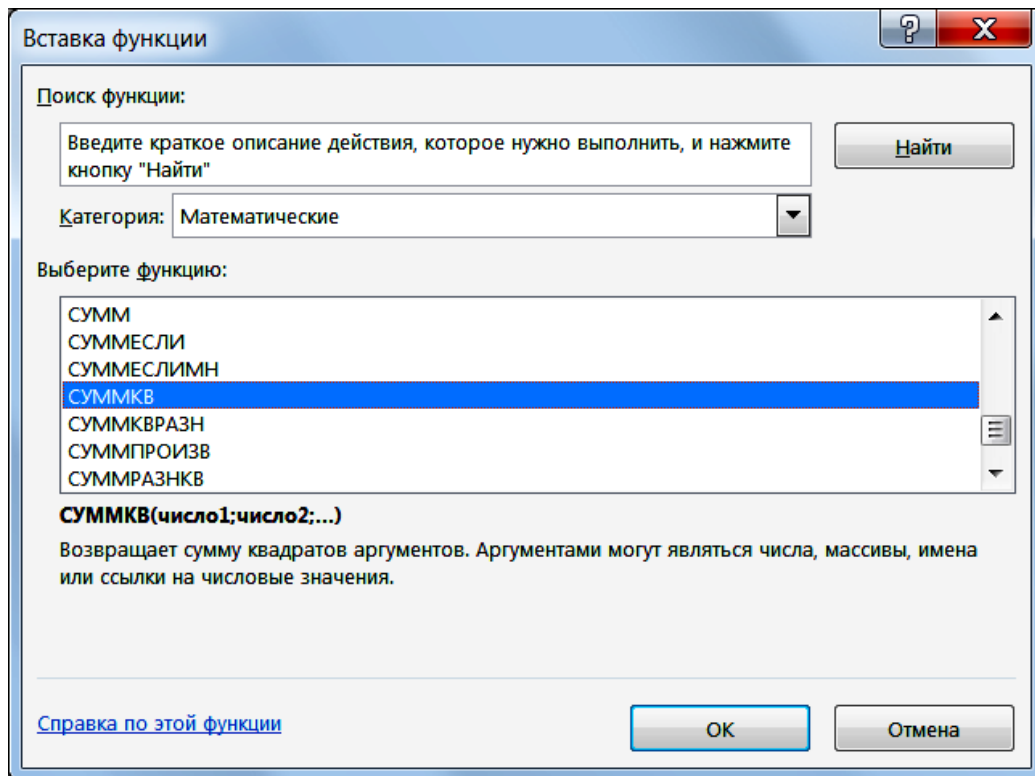 Вставка функции
?
X
Поиск функции:
Введите краткое описание действия, которое нужно выполнить, и нажмите
кнопку "Найти"
Найти
Категория: Математические
Выберите функцию:
СУММ
СУММЕСЛИ
СУММЕСЛИМН
СУММКВ
СУММКВРАЗН
СУММПРОИЗВ
СУММРАЗНКВ
СУММКВ(число1;число2;...)
Возвращает сумму квадратов аргументов. Аргументами могут являться числа, массивы, имена
или ссылки на числовые значения.
Справка по этой функции
ОК
Отмена